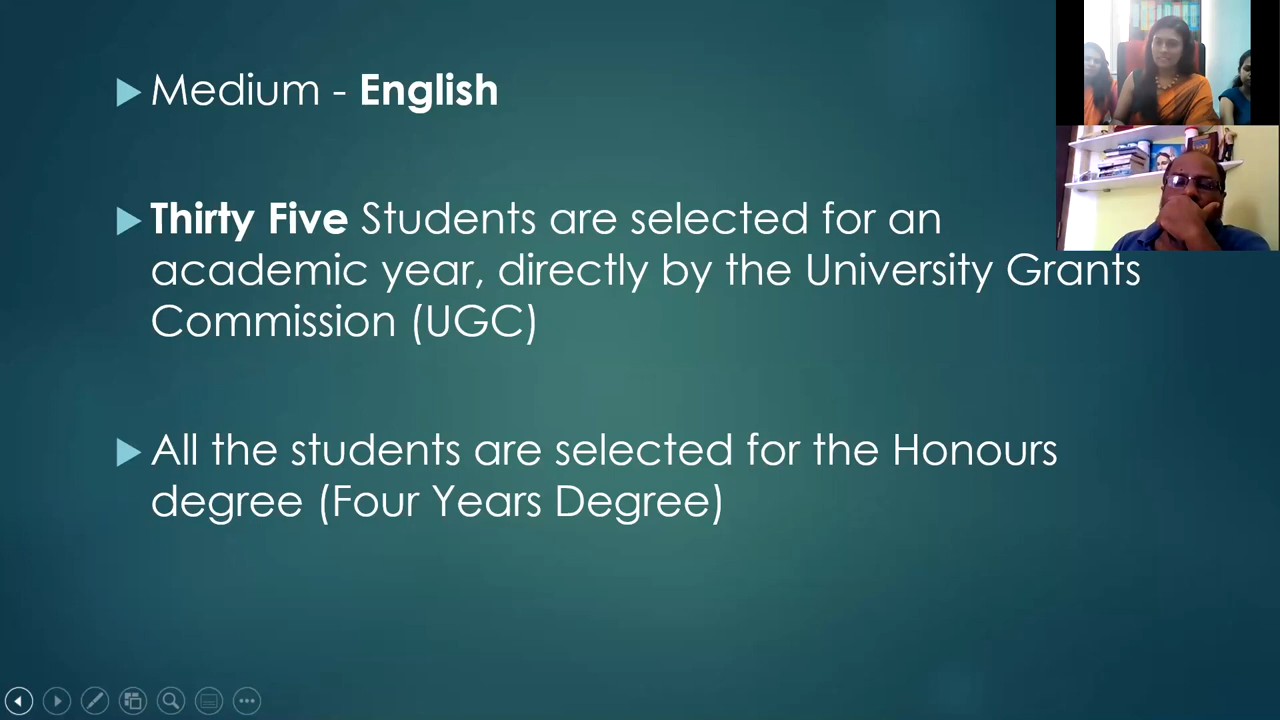 Medium - English
Thirty Five Students are selected for an
academic year, directly by the University Grants
Commission (UGC)
All the students are selected for the Honours
degree (Four Years Degree)